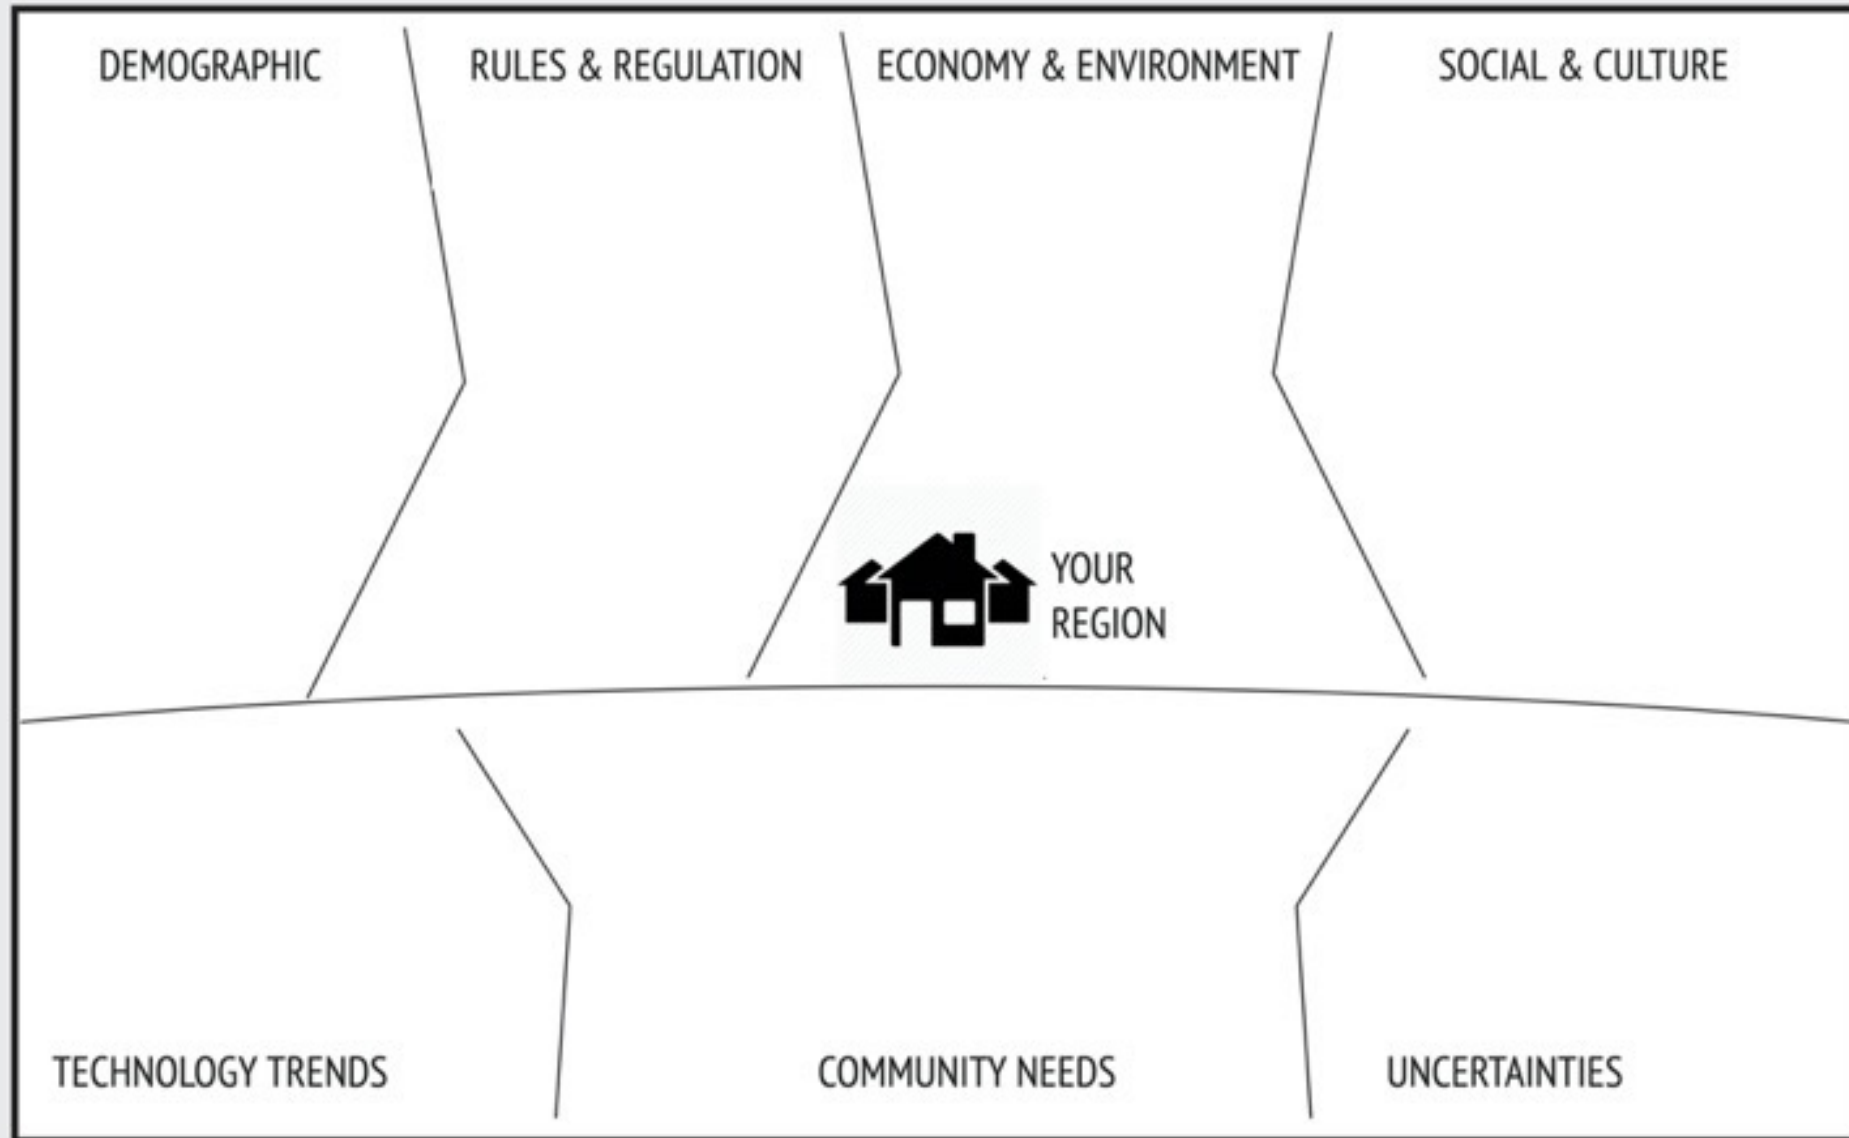 DEMOGRAPHIC
RULES & REGULATION
ECONOMY & ENVIRONMENT
SOCIAL & CULTURE
YOUR
REGION
TECHNOLOGY TRENDS
COMMUNITY NEEDS
UNCERTAINTIES